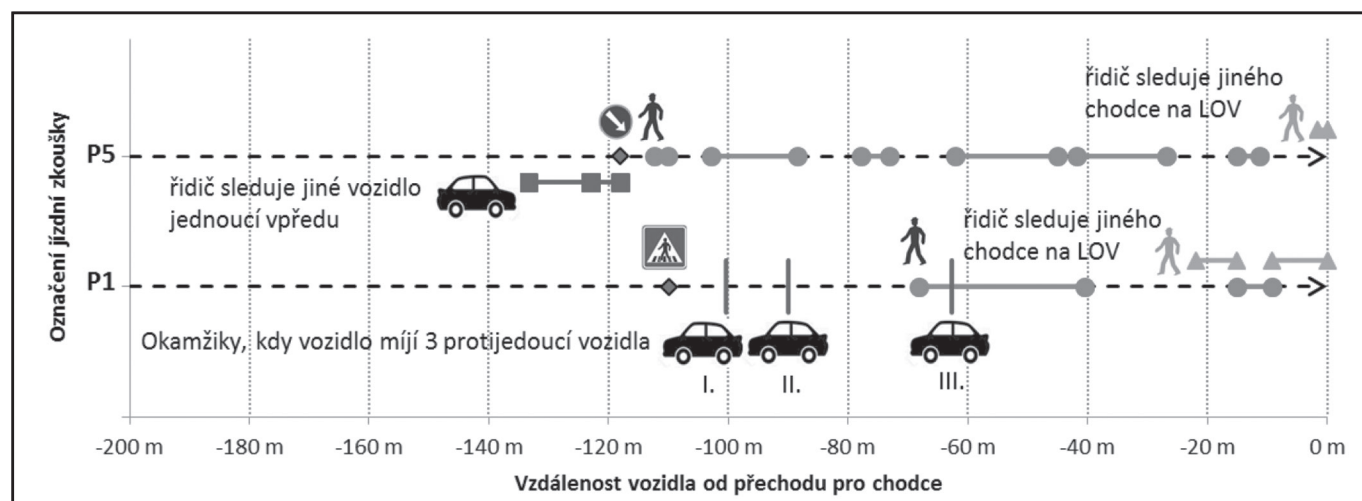 řidič sleduje jiného
chodce na LOV
P5
řidič sleduje jiné vozidlo
jednoucí vpředu
řidič sleduje jiného
chodce na LOV
P1
Okamžiky, kdy vozidlo míjí 3 protijedoucí vozidla
I.
II.
III.
Označení jízdní zkoušky
-200 m
-180 m
-160 m
-140 m
-120 m
-100 m
-80 m
-60 m
-40 m
-20 m
0 m
Vzdálenost vozidla od přechodu pro chodce